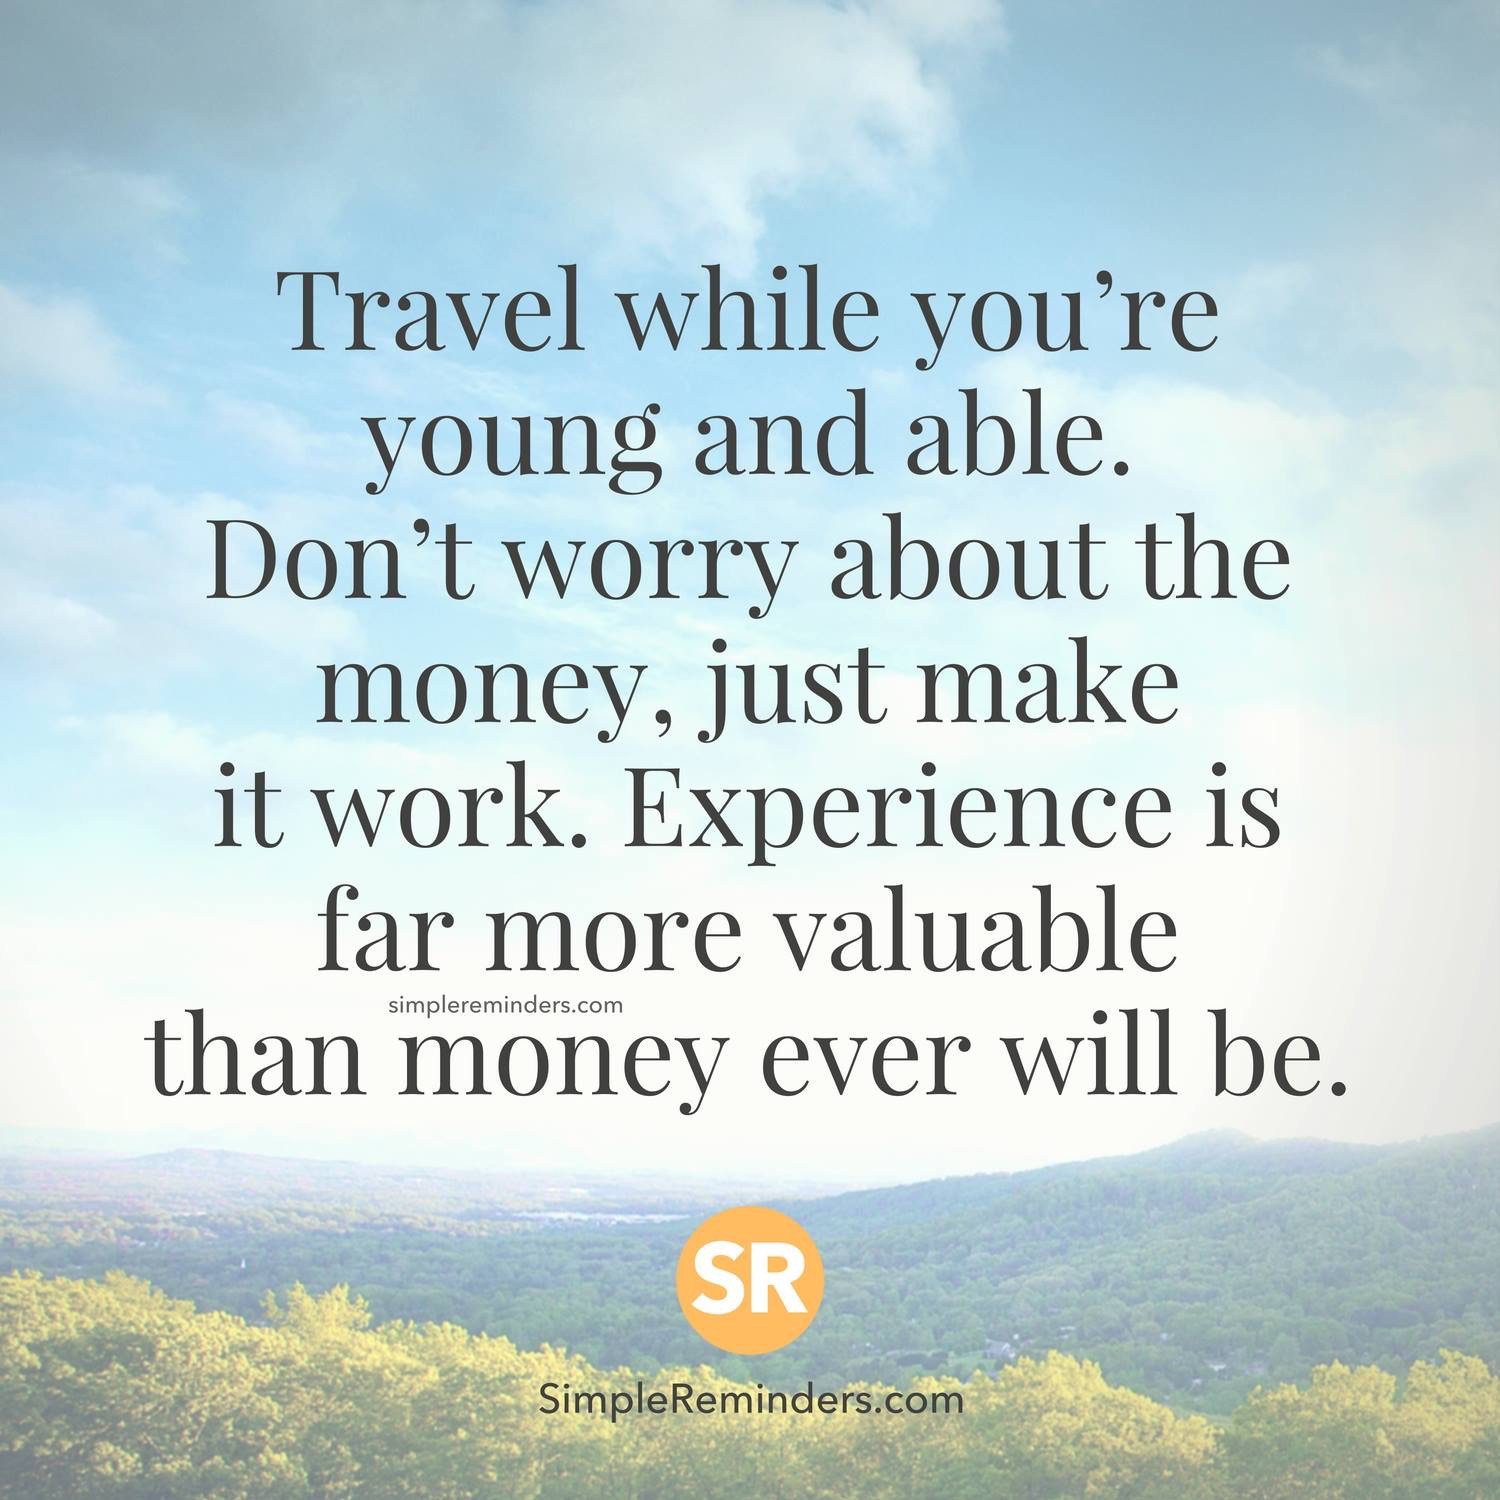 Travel while you’re
young and able.
Don’t worry about the
money, just make
it work. Experience is
far more valuable
simplereminders.com
than money ever will be.
SR
SimpleReminders.com